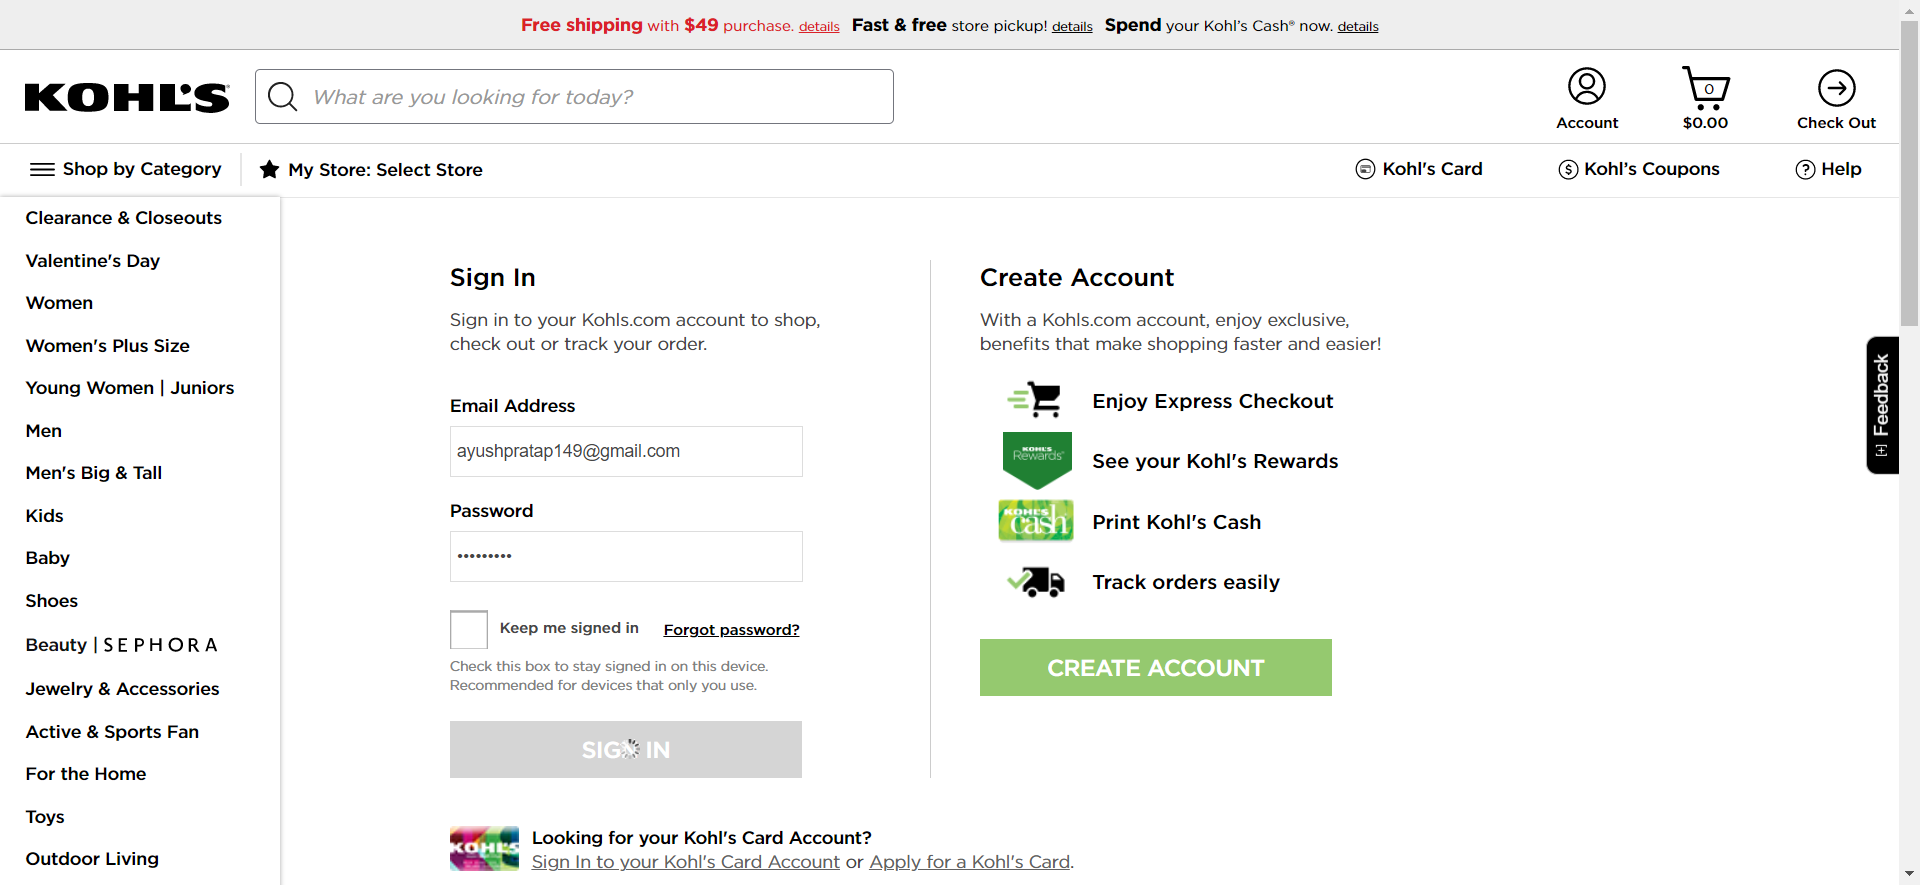 Free shipping with $49 purchase. details Fast & free store pickup! details Spend your Kohl's Cash® now. details
KOHL'S
What are you looking for today?
Account
0
$0.00
Check Out
Shop by Category
My Store: Select Store
Kohl's Card
$ Kohl's Coupons
? Help
Clearance & Closeouts
Valentine's Day
Women
Women's Plus Size
Young Women | Juniors
Men
Men's Big & Tall
Kids
Baby
Shoes
Beauty | SEPHORA
Jewelry & Accessories
Active & Sports Fan
For the Home
Toys
Outdoor Living
Sign In
Sign in to your Kohls.com account to shop,
check out or track your order.
Email Address
ayushpratap149@gmail.com
Password
•••••••••
Keep me signed in
Forgot password?
Check this box to stay signed in on this device.
Recommended for devices that only you use.
SIGN IN
Create Account
With a Kohls.com account, enjoy exclusive,
benefits that make shopping faster and easier!
Enjoy Express Checkout
KOHL'S
Rewards
See your Kohl's Rewards
KOHL'S
cash
Print Kohl's Cash
Track orders easily
CREATE ACCOUNT
KOHL'S
Looking for your Kohl's Card Account?
Sign In to your Kohl's Card Account or Apply for a Kohl's Card.
[+] Feedback